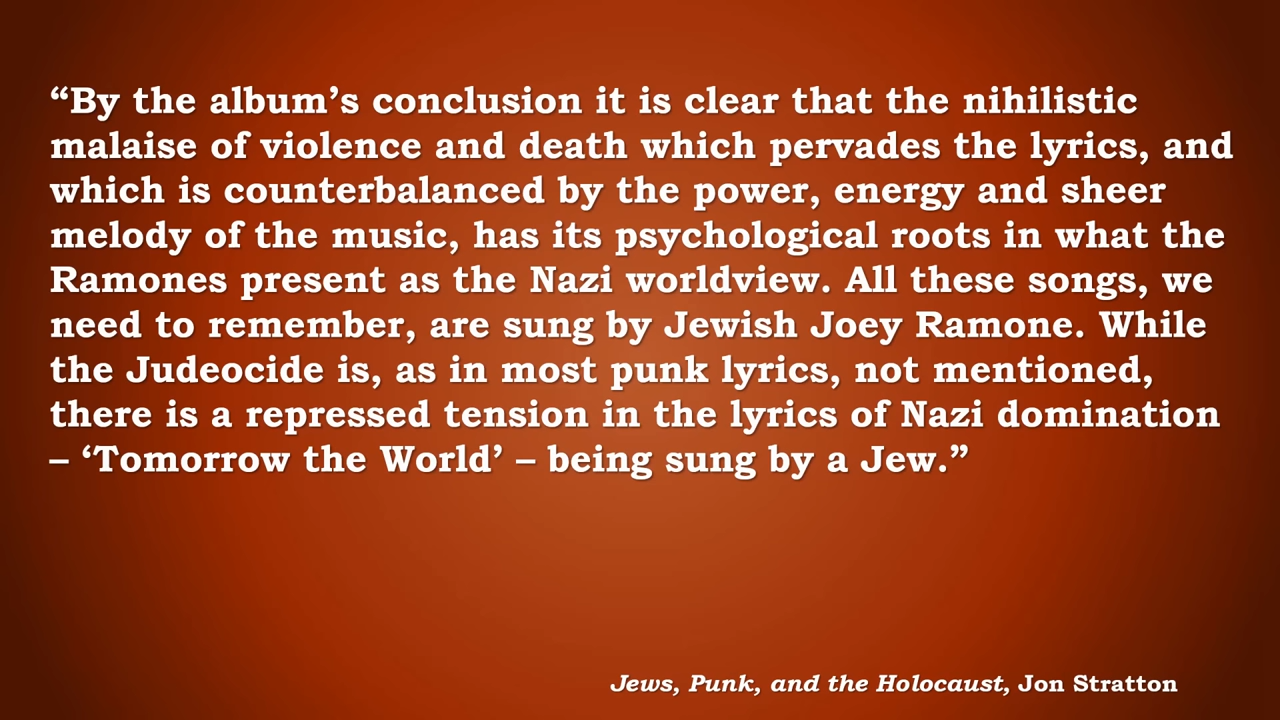 “By the album’s conclusion it is clear that the nihilistic
malaise of violence and death which pervades the lyrics, and
which is counterbalanced by the power, energy and sheer
melody of the music, has its psychological roots in what the
Ramones present as the Nazi worldview. All these songs, we
need to remember, are sung by Jewish Joey Ramone. While
the Judeocide is, as in most punk lyrics, not mentioned,
there is a repressed tension in the lyrics of Nazi domination
– ‘Tomorrow the World’ – being sung by a Jew.”
Jews, Punk, and the Holocaust, Jon Stratton